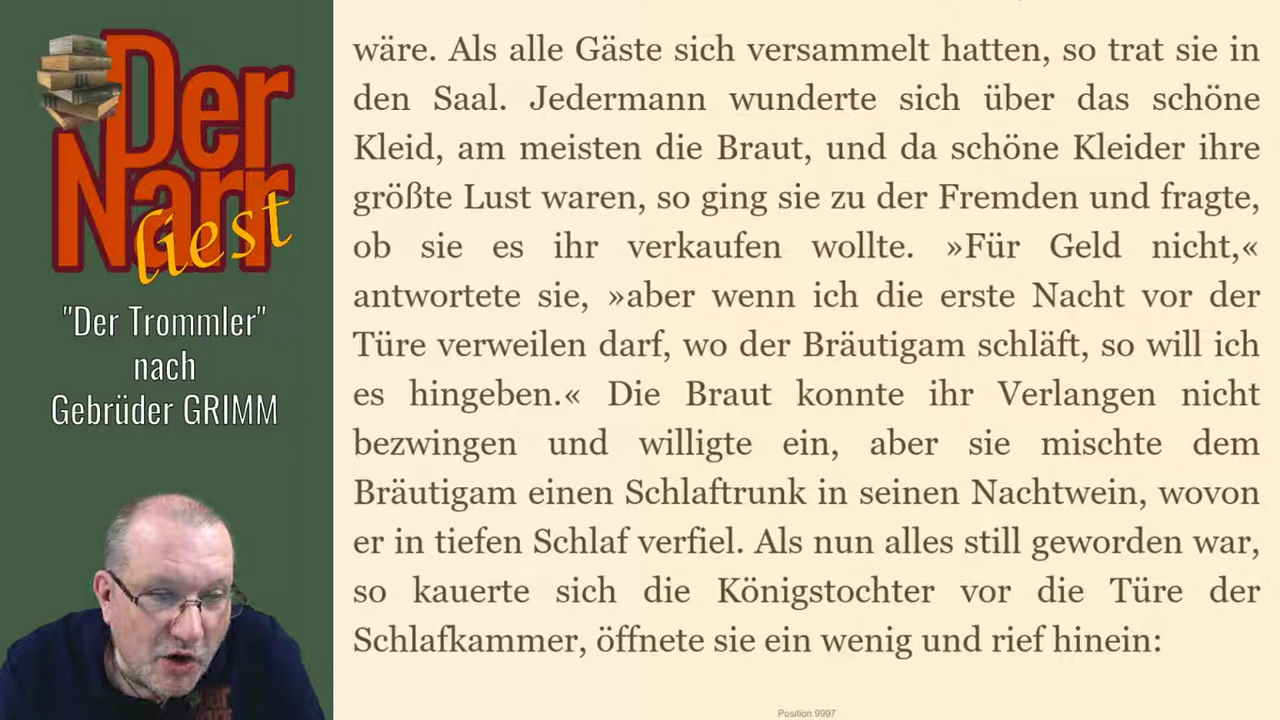 Der
Narr
liest
"Der Trommler"
nach
Gebrüder GRIMM
wäre. Als alle Gäste sich versammelt hatten, so trat sie in
den Saal. Jedermann wunderte sich über das schöne
Kleid, am meisten die Braut, und da schöne Kleider ihre
größte Lust waren, so ging sie zu der Fremden und fragte,
ob sie es ihr verkaufen wollte. »Für Geld nicht,«
antwortete sie, »aber wenn ich die erste Nacht vor der
Türe verweilen darf, wo der Bräutigam schläft, so will ich
es hingeben.« Die Braut konnte ihr Verlangen nicht
bezwingen und willigte ein, aber sie mischte dem
Bräutigam einen Schlaftrunk in seinen Nachtwein, wovon
er in tiefen Schlaf verfiel. Als nun alles still geworden war,
so kauerte sich die Königstochter vor die Türe der
Schlafkammer, öffnete sie ein wenig und rief hinein:
Position 9997